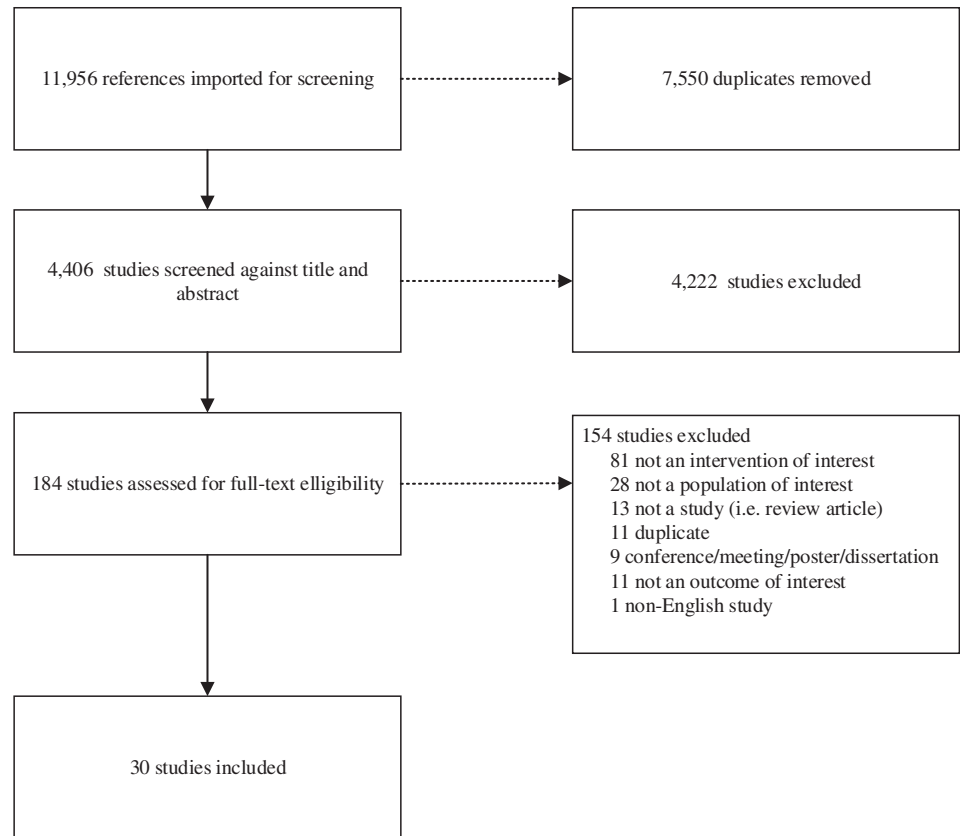 11,956 references imported for screening
7,550 duplicates removed
4,406 studies screened against title and
abstract
4,222 studies excluded
184 studies assessed for full-text elligibility
154 studies excluded
81 not an intervention of interest
28 not a population of interest
13 not a study (i.e. review article)
11 duplicate
9 conference/meeting/poster/dissertation
11 not an outcome of interest
1 non-English study
30 studies included